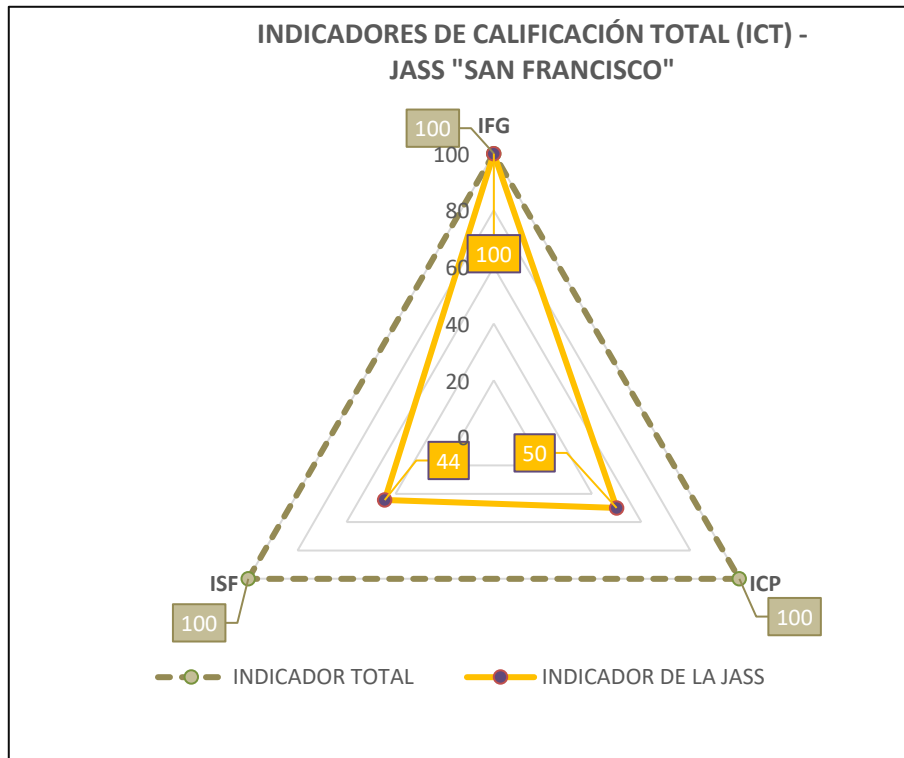 INDICADORES DE CALIFICACIÓN TOTAL (ICT) -
JASS "SAN FRANCISCO"
IFG
100
100
80
100
60
40
20
0
44
50
ISF
ICP
100
100
INDICADOR TOTAL
INDICADOR DE LA JASS